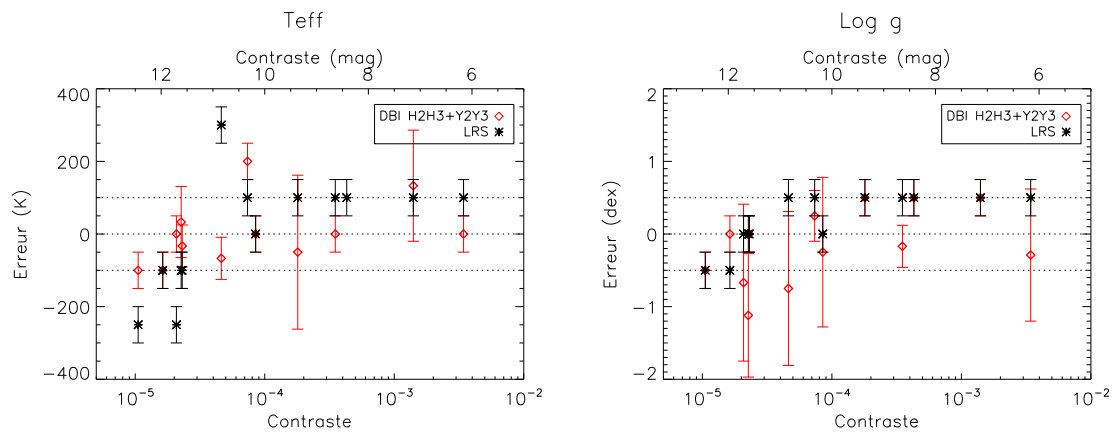 Teff
Contraste (mag)
12 10 8 6
400
200
0
−200
−400
Erreur (K)
DBI H2H3+Y2Y3
LRS
10⁻⁵ 10⁻⁴ 10⁻³ 10⁻²
Contraste
Log g
Contraste (mag)
12 10 8 6
2
1
0
−1
−2
Erreur (dex)
DBI H2H3+Y2Y3
LRS
10⁻⁵ 10⁻⁴ 10⁻³ 10⁻²
Contraste